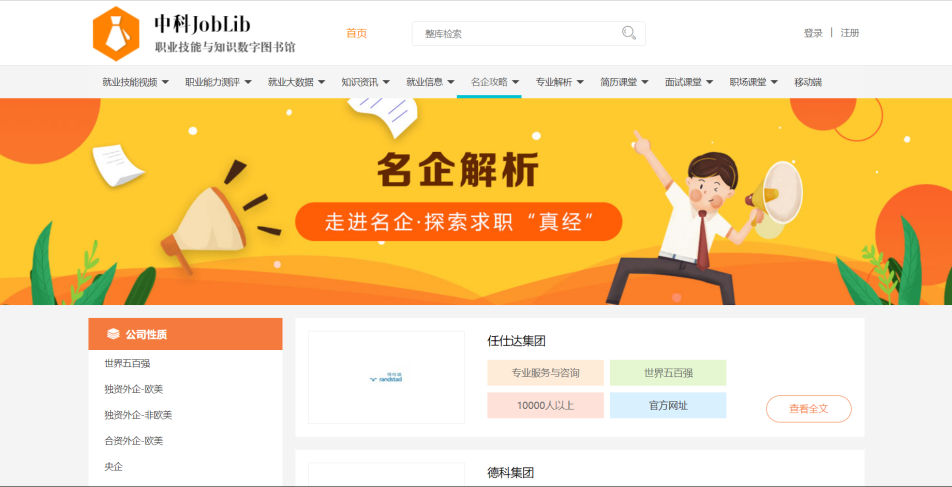 中科JobLib
职业技能与知识数字图书馆
首页
整库检索
登录 | 注册
就业技能视频 职业能力测评 就业大数据 知识资讯 就业信息 名企攻略 专业解析 简历课堂 面试课堂 职场课堂 移动端
名企解析
走进名企·探索求职“真经”
公司性质
世界五百强
独资外企-欧美
独资外企-非欧美
合资外企-欧美
央企
randstad
任仕达集团
专业服务与咨询 世界五百强
10000人以上 官方网址
查看全文
德科集团